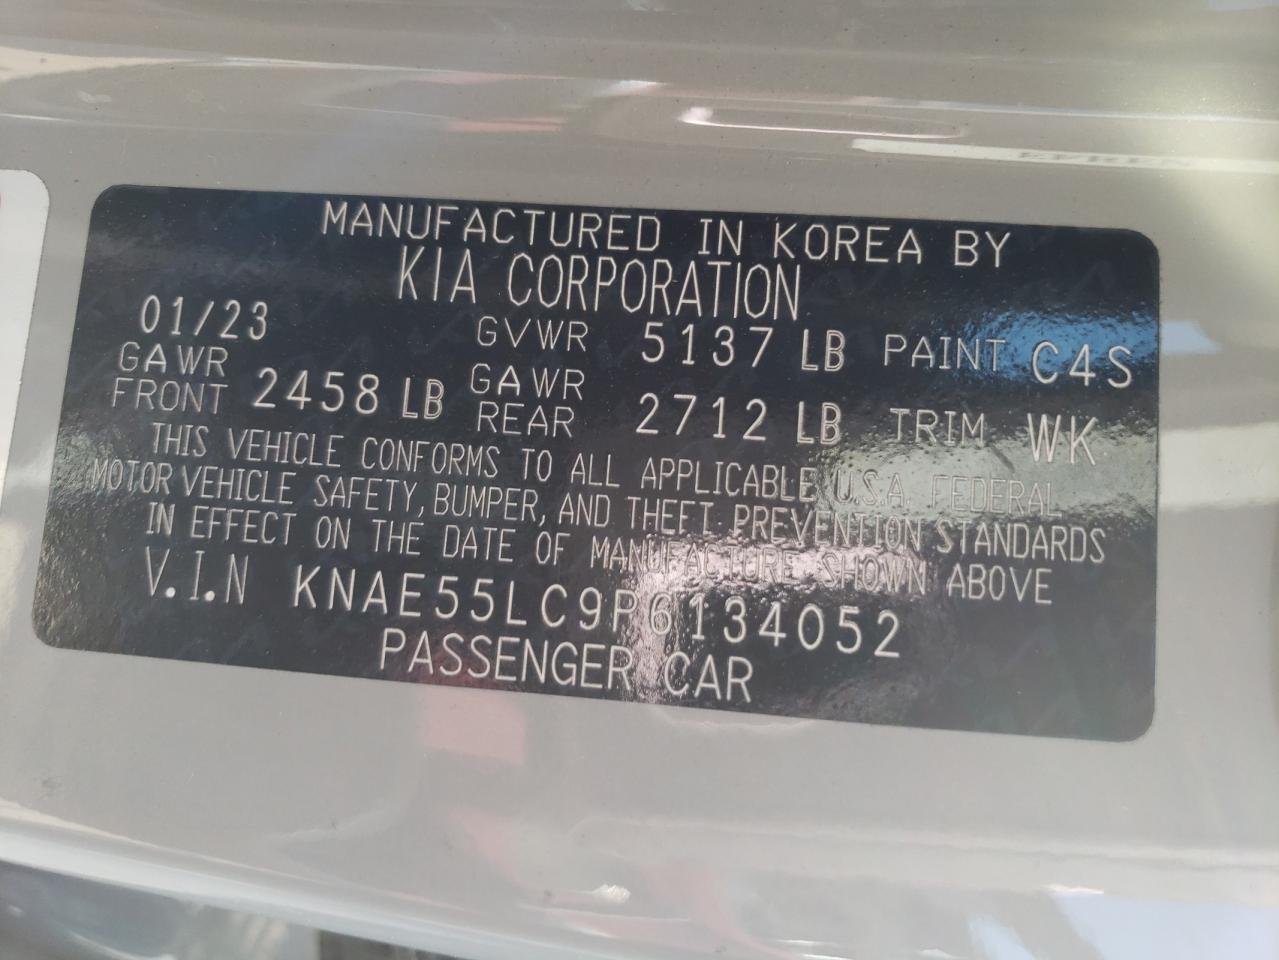 MANUFACTURED IN KOREA BY
KIA CORPORATION
01/23 GVWR 5137 LB PAINT C4S
GAWR FRONT 2458 LB GAWR REAR 2712 LB TRIM WK
THIS VEHICLE CONFORMS TO ALL APPLICABLE U.S.A. FEDERAL
MOTOR VEHICLE SAFETY, BUMPER, AND THEFT PREVENTION STANDARDS
IN EFFECT ON THE DATE OF MANUFACTURE SHOWN ABOVE
V.I.N KNAE55LC9P6134052
PASSENGER CAR